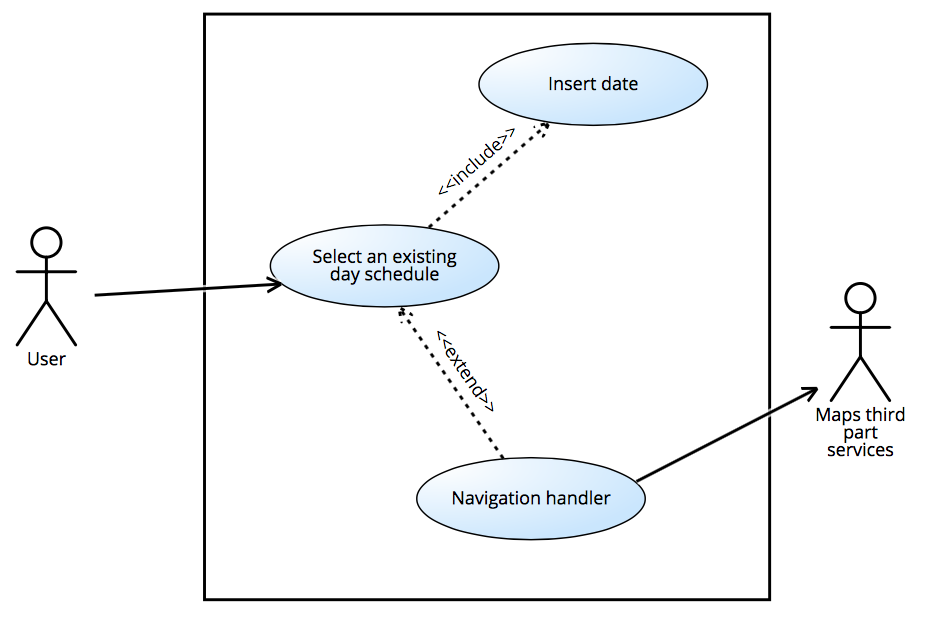 Insert date
<<include>>
Select an existing
day schedule
User
<<extend>>
Maps third
part
services
Navigation handler